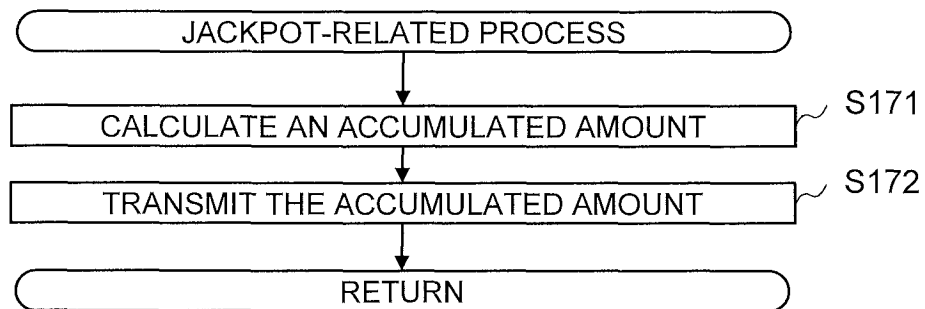 JACKPOT-RELATED PROCESS
S171
CALCULATE AN ACCUMULATED AMOUNT
S172
TRANSMIT THE ACCUMULATED AMOUNT
RETURN